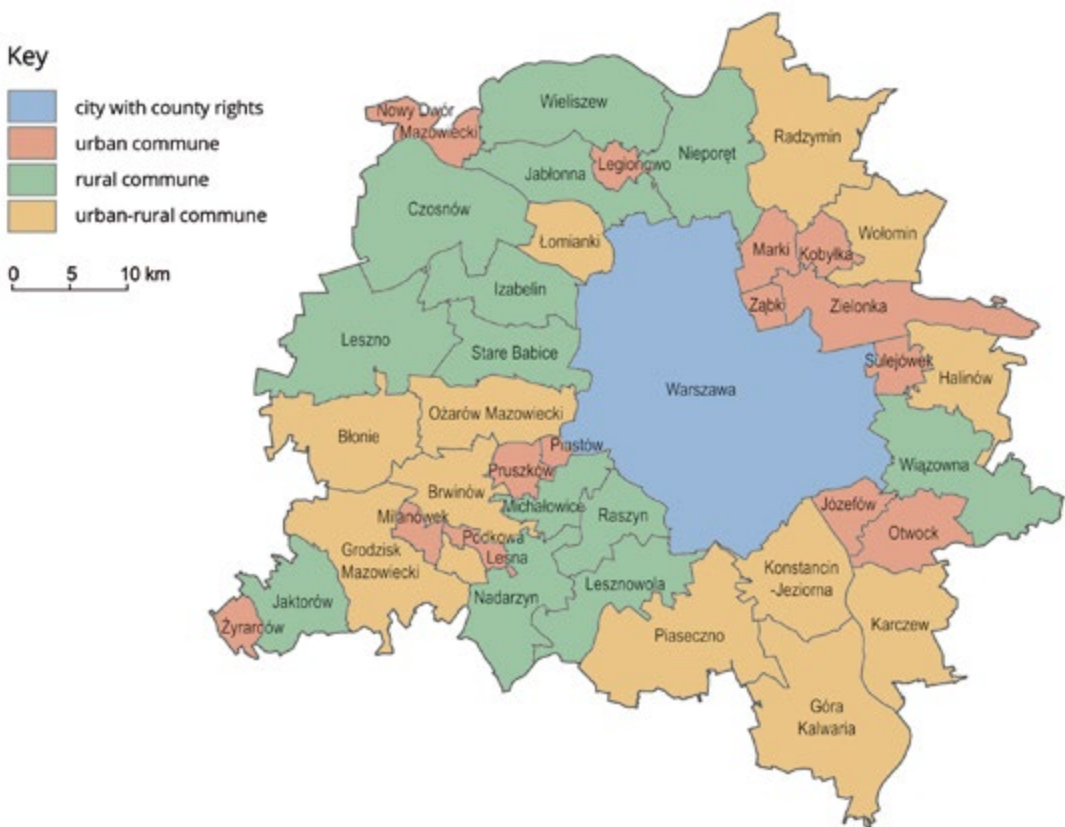 Key
city with county rights
urban commune
rural commune
urban-rural commune
0 5 10 km
Nowy Dwór
Mazowiecki
Wieliszew
Radzymin
Nieporęt
Legionowo
Jabłonna
Czosnów
Łomianki
Wołomin
Marki
Kobyłka
Izabelin
Ząbki
Zielonka
Leszno
Stare Babice
Sulejówek
Halinów
Warszawa
Ożarów Mazowiecki
Błonie
Piastów
Pruszków
Wiązowna
Brwinów
Michałowice
Józefów
Milanówek
Raszyn
Podkowa
Leśna
Otwock
Grodzisk
Mazowiecki
Konstancin
-Jeziorna
Lesznowola
Nadarzyn
Jaktorów
Żyrardów
Karczew
Piaseczno
Góra
Kalwaria